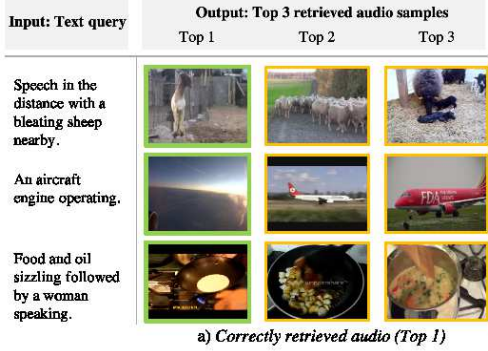 Input: Text query
Output: Top 3 retrieved audio samples
Top 1
Top 2
Top 3
Speech in the
distance with a
bleating sheep
nearby.
An aircraft
engine operating.
FDA
Food and oil
sizzling followed
by a woman
speaking.
a) Correctly retrieved audio (Top 1)